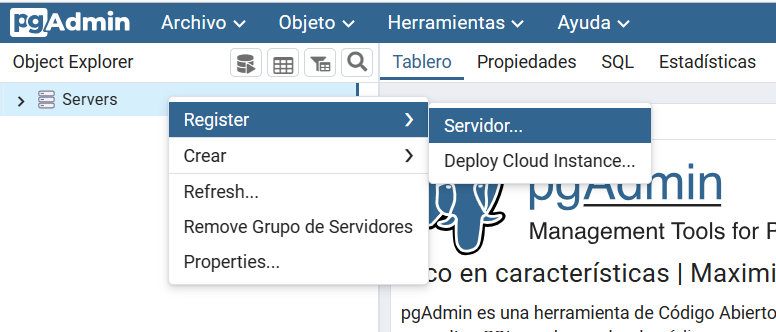 pgAdmin Archivo Objeto Herramientas Ayuda
Object Explorer Tablero Propiedades SQL Estadísticas
Servers
Register
Servidor...
Crear
Deploy Cloud Instance...
Refresh...
pgAdmin
Remove Grupo de Servidores
Management Tools for
Properties...
co en características | Maximi
pgAdmin es una herramienta de Código Abierto